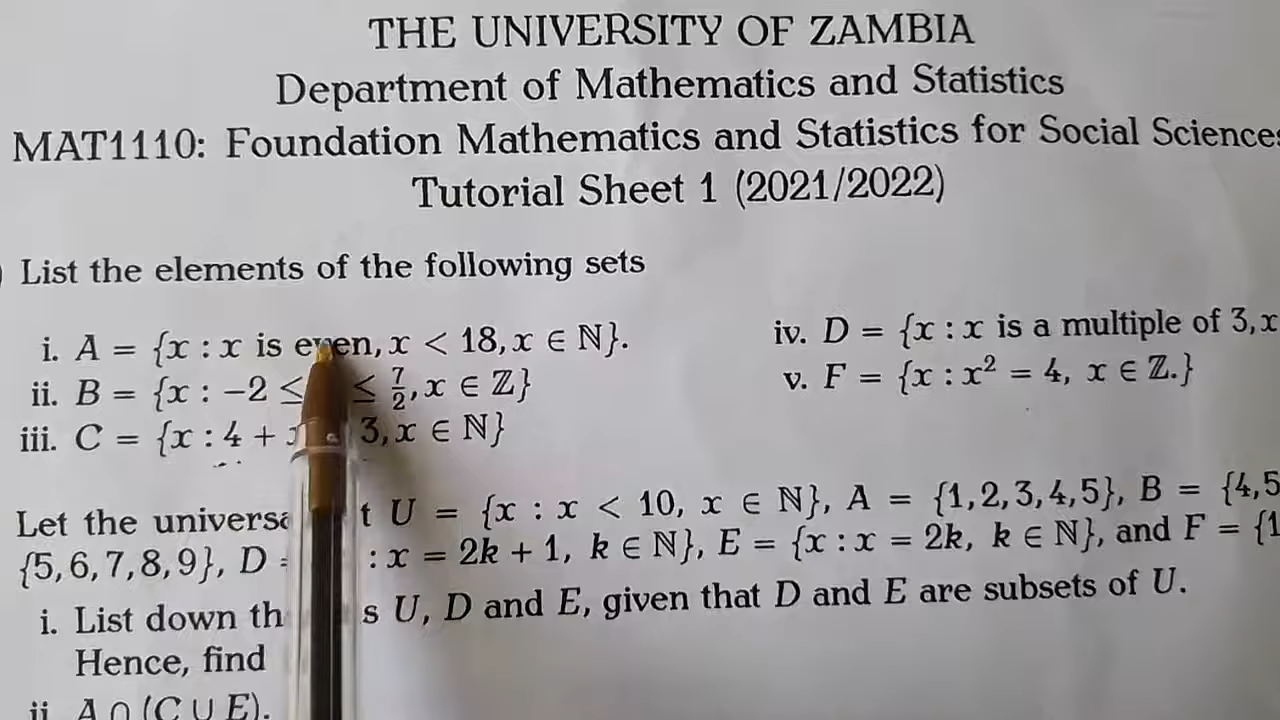 THE UNIVERSITY OF ZAMBIA
Department of Mathematics and Statistics
MAT1110: Foundation Mathematics and Statistics for Social Sciences
Tutorial Sheet 1 (2021/2022)
) List the elements of the following sets
i. A = {x : x is even, x < 18, x ∈ ℕ}.
ii. B = {x : −2 ≤ ≤ 7/2, x ∈ ℤ}
iii. C = {x : 4 + 3, x ∈ ℕ}
iv. D = {x : x is a multiple of 3, x
v. F = {x : x² = 4, x ∈ ℤ.}
Let the t U = {x : x < 10, x ∈ ℕ}, A = {1, 2, 3, 4, 5}, B = {4, 5
{5, 6, 7, 8, 9}, D = : x = 2k + 1, k ∈ ℕ}, E = {x : x = 2k, k ∈ ℕ}, and F = {1
i. List down th s U, D and E, given that D and E are subsets of U.
Hence, find
ii. A ∩ (C ∪ E).